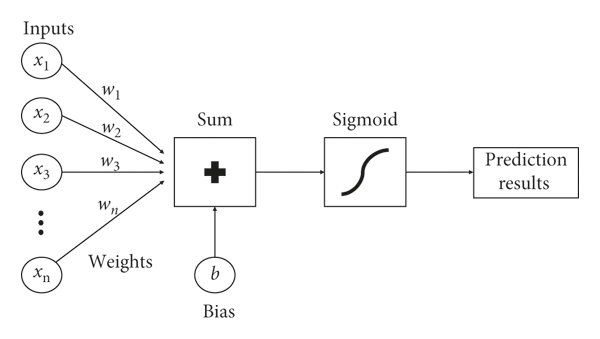 Inputs
x1
w1
x2
w2
Sum
Sigmoid
x3
w3
Prediction
results
wn
xn
Weights
b
Bias